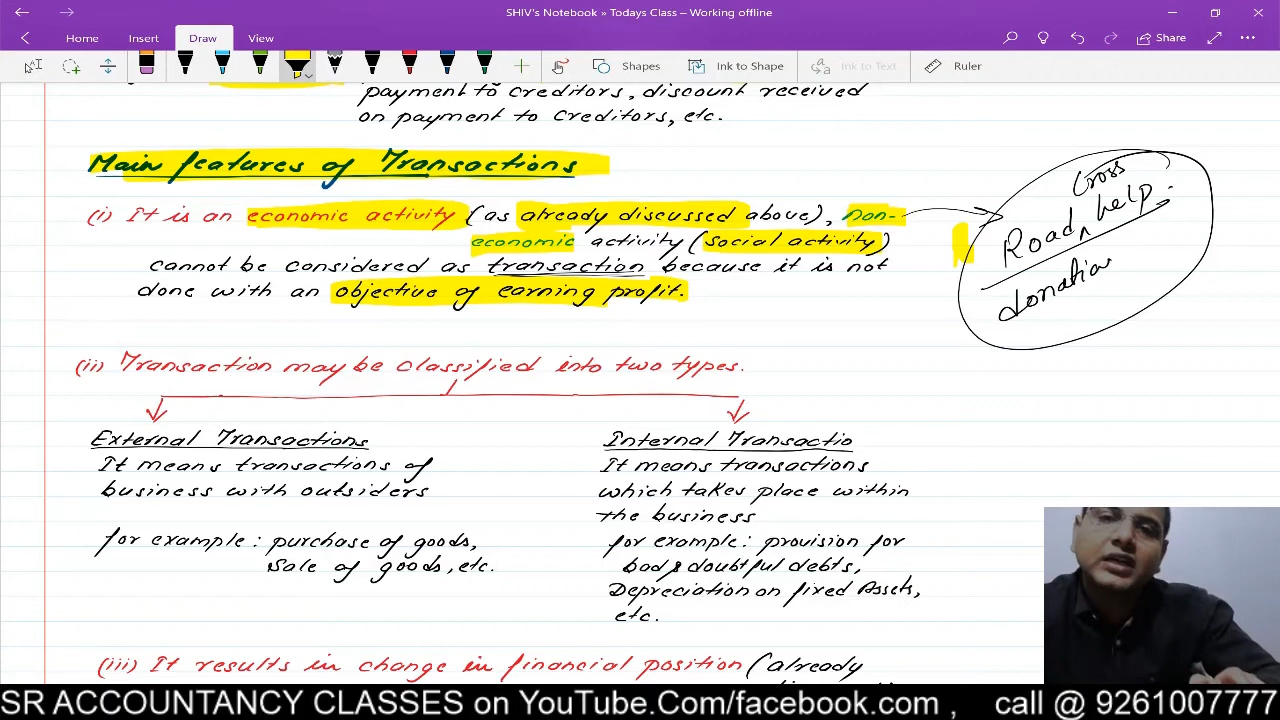 SHIV's Notebook » Todays Class – Working offline
Home Insert Draw View Share
Shapes Ink to Shape Ink to Text Ruler
payment to creditors, discount received
on payment to creditors, etc.
Main features of Transactions
(i) It is an economic activity (as already discussed above), non-
economic activity (social activity)
cannot be considered as transaction because it is not
done with an objective of earning profit.
Cross
Road help
donation
(ii) Transaction may be classified into two types.
External Transactions
It means transactions of
business with outsiders
for example: purchase of goods,
Sale of goods, etc.
Internal Transactio
It means transactions
which takes place within
the business
for example: provision for
bad & doubtful debts,
Depreciation on fixed Assets,
etc.
(iii) It results in change in financial position (already
SR ACCOUNTANCY CLASSES on YouTube.Com/facebook.com , call @ 9261007777